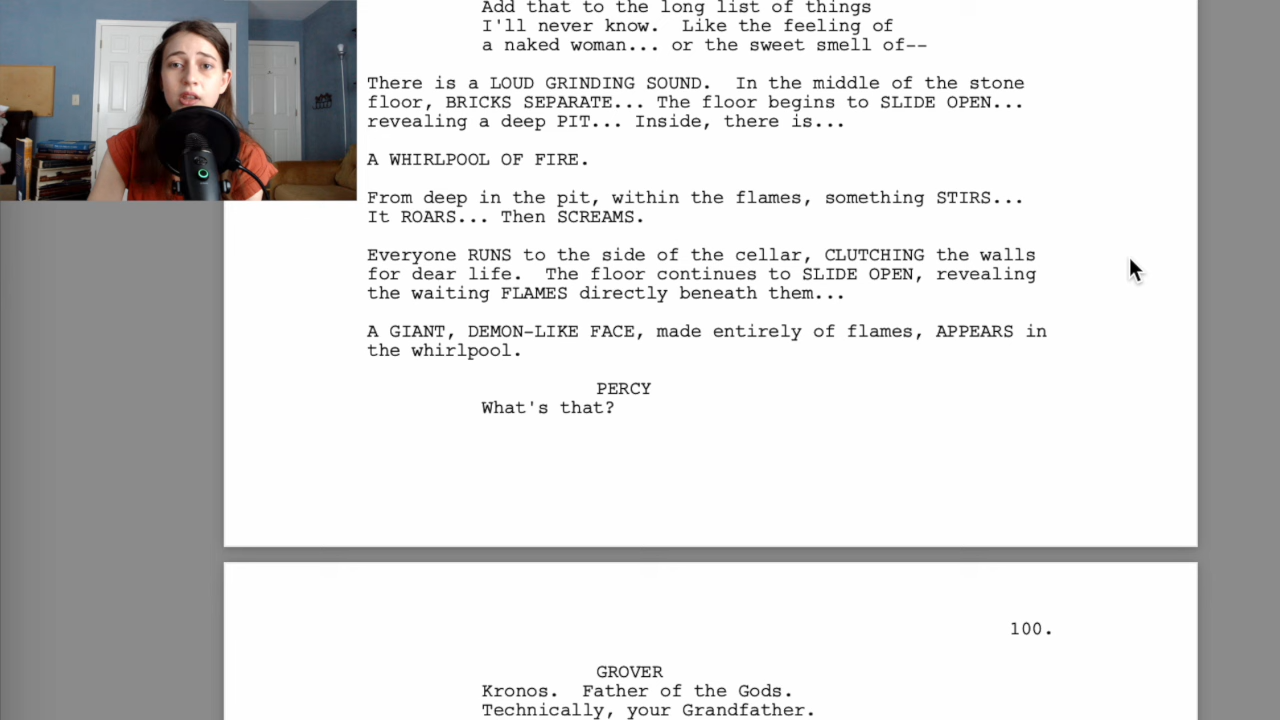 Add that to the long list of things
I'll never know.  Like the feeling of
a naked woman... or the sweet smell of--
There is a LOUD GRINDING SOUND.  In the middle of the stone
floor, BRICKS SEPARATE... The floor begins to SLIDE OPEN...
revealing a deep PIT... Inside, there is...
A WHIRLPOOL OF FIRE.
From deep in the pit, within the flames, something STIRS...
It ROARS... Then SCREAMS.
Everyone RUNS to the side of the cellar, CLUTCHING the walls
for dear life.  The floor continues to SLIDE OPEN, revealing
the waiting FLAMES directly beneath them...
A GIANT, DEMON-LIKE FACE, made entirely of flames, APPEARS in
the whirlpool.
PERCY
What's that?
100.
GROVER
Kronos.  Father of the Gods.
Technically, your Grandfather.